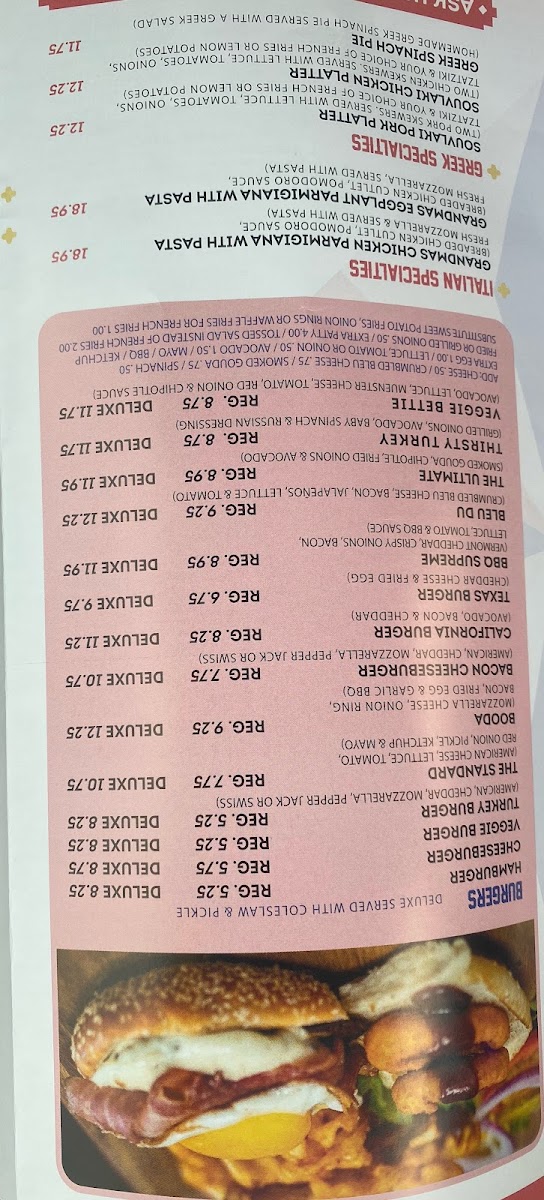 BURGERS DELUXE SERVED WITH COLESLAW & PICKLE
HAMBURGER REG. 5.25 DELUXE 8.25
CHEESEBURGER REG. 5.75 DELUXE 8.75
VEGGIE BURGER REG. 5.25 DELUXE 8.25
TURKEY BURGER REG. 5.25 DELUXE 8.25
(AMERICAN, CHEDDAR, MOZZARELLA, PEPPER JACK OR SWISS)
THE STANDARD REG. 7.75 DELUXE 10.75
(AMERICAN CHEESE, LETTUCE, TOMATO,
RED ONION, PICKLE, KETCHUP & MAYO)
BOODA REG. 9.25 DELUXE 12.25
(MOZZARELLA CHEESE, ONION RING,
BACON, FRIED EGG & GARLIC BBQ)
BACON CHEESEBURGER REG. 7.75 DELUXE 10.75
(AMERICAN, CHEDDAR, MOZZARELLA, PEPPER JACK OR SWISS)
CALIFORNIA BURGER REG. 8.25 DELUXE 11.25
(AVOCADO, BACON & CHEDDAR)
TEXAS BURGER REG. 6.75 DELUXE 9.75
(CHEDDAR CHEESE & FRIED EGG)
BBQ SUPREME REG. 8.95 DELUXE 11.95
(VERMONT CHEDDAR, CRISPY ONIONS, BACON,
LETTUCE, TOMATO & BBQ SAUCE)
BLEU DU REG. 9.25 DELUXE 12.25
(CRUMBLED BLEU CHEESE, BACON, JALAPEÑOS, LETTUCE & TOMATO)
THE ULTIMATE REG. 8.95 DELUXE 11.95
(SMOKED GOUDA, CHIPOTLE, FRIED ONIONS & AVOCADO)
THIRSTY TURKEY REG. 8.75 DELUXE 11.75
(GRILLED ONIONS, AVOCADO, BABY SPINACH & RUSSIAN DRESSING)
VEGGIE BETTIE REG. 8.75 DELUXE 11.75
(AVOCADO, LETTUCE, MUENSTER CHEESE, TOMATO, RED ONION & CHIPOTLE SAUCE)
ADD: CHEESE .50 / CRUMBLED BLEU CHEESE .75 / SMOKED GOUDA .75 / SPINACH .50
EXTRA EGG 1.00 / LETTUCE, TOMATO OR ONION .50 / AVOCADO 1.50 / MAYO / BBQ / KETCHUP
FRIED OR GRILLED ONIONS .50 / EXTRA PATTY 4.00 / TOSSED SALAD INSTEAD OF FRENCH FRIES 2.00
SUBSTITUTE SWEET POTATO FRIES, ONION RINGS OR WAFFLE FRIES FOR FRENCH FRIES 1.00
ITALIAN SPECIALTIES
GRANDMAS CHICKEN PARMIGIANA WITH PASTA 18.95
(BREADED CHICKEN CUTLET, POMODORO SAUCE,
FRESH MOZZARELLA & SERVED WITH PASTA)
GRANDMAS EGGPLANT PARMIGIANA WITH PASTA 18.95
(BREADED CHICKEN CUTLET, POMODORO SAUCE,
FRESH MOZZARELLA, SERVED WITH PASTA)
GREEK SPECIALTIES
SOUVLAKI PORK PLATTER 12.25
(TWO PORK SKEWERS. SERVED WITH LETTUCE, TOMATOES, ONIONS,
TZATZIKI & YOUR CHOICE OF FRENCH FRIES OR LEMON POTATOES)
SOUVLAKI CHICKEN PLATTER 12.25
(TWO CHICKEN SKEWERS. SERVED WITH LETTUCE, TOMATOES, ONIONS,
TZATZIKI & YOUR CHOICE OF FRENCH FRIES OR LEMON POTATOES)
GREEK SPINACH PIE 11.75
(HOMEMADE GREEK SPINACH PIE SERVED WITH A GREEK SALAD)
ASK